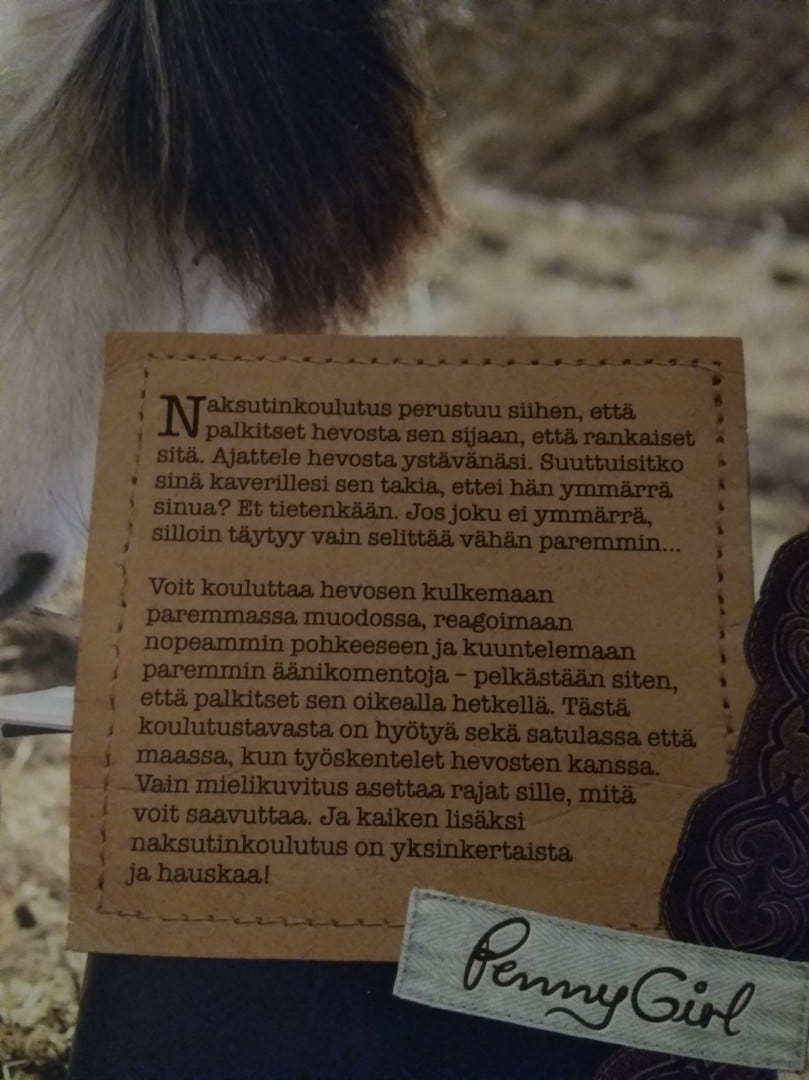 Naksutinkoulutus perustuu siihen, että
palkitset hevosta sen sijaan, että rankaiset
sitä. Ajattele hevosta ystävänäsi. Suuttuisitko
sinä kaverillesi sen takia, ettei hän ymmärrä
sinua? Et tietenkään. Jos joku ei ymmärrä,
silloin täytyy vain selittää vähän paremmin...
Voit kouluttaa hevosen kulkemaan
paremmassa muodossa, reagoimaan
nopeammin pohkeeseen ja kuuntelemaan
paremmin äänikomentoja – pelkästään siten,
että palkitset sen oikealla hetkellä. Tästä
koulutustavasta on hyötyä sekä satulassa että
maassa, kun työskentelet hevosten kanssa.
Vain mielikuvitus asettaa rajat sille, mitä
voit saavuttaa. Ja kaiken lisäksi
naksutinkoulutus on yksinkertaista
ja hauskaa!
Penny Girl